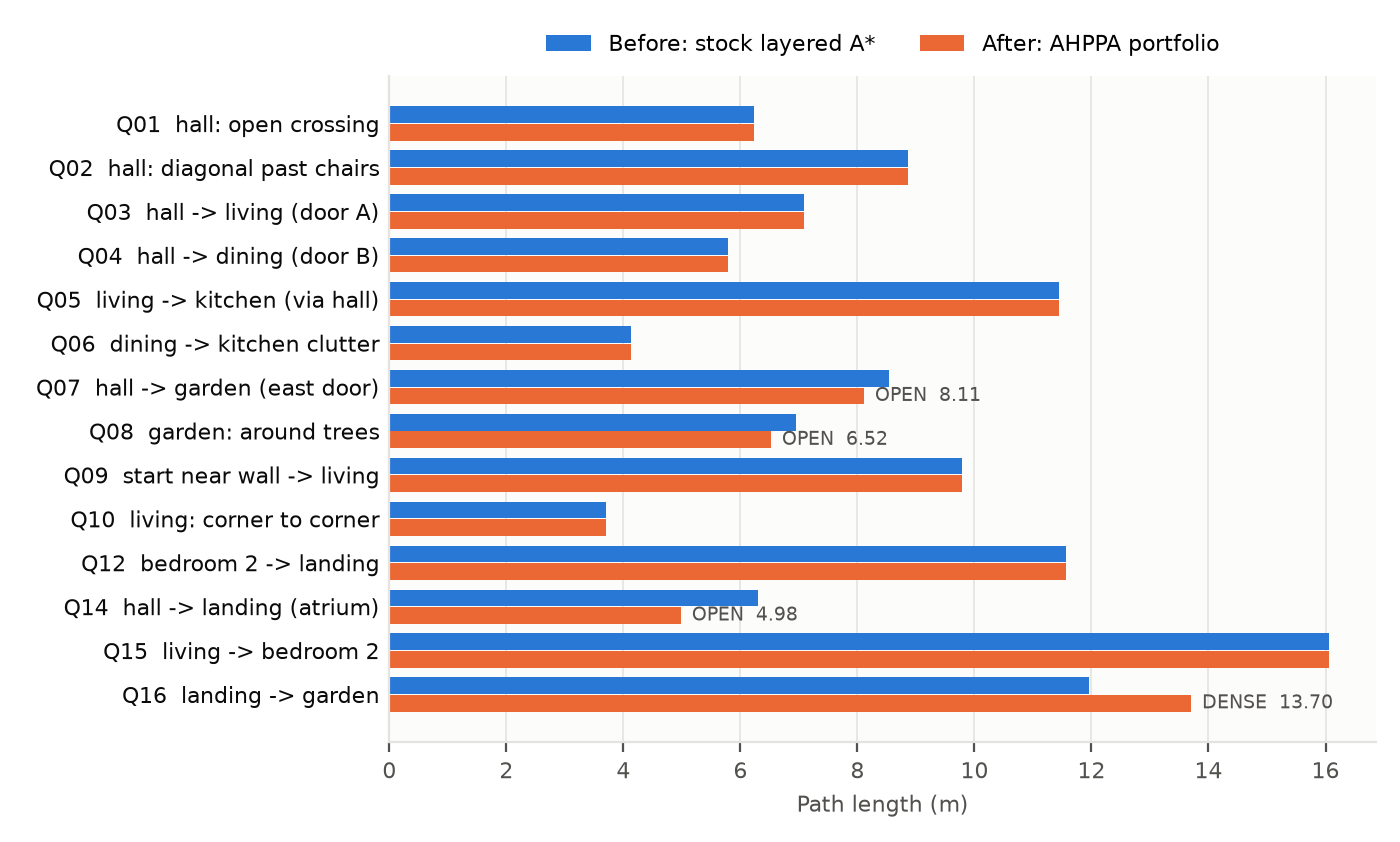 Before: stock layered A*  After: AHPPA portfolio
Q01  hall: open crossing
Q02  hall: diagonal past chairs
Q03  hall -> living (door A)
Q04  hall -> dining (door B)
Q05  living -> kitchen (via hall)
Q06  dining -> kitchen clutter
Q07  hall -> garden (east door)
OPEN  8.11
Q08  garden: around trees
OPEN  6.52
Q09  start near wall -> living
Q10  living: corner to corner
Q12  bedroom 2 -> landing
Q14  hall -> landing (atrium)
OPEN  4.98
Q15  living -> bedroom 2
Q16  landing -> garden
DENSE  13.70
0 2 4 6 8 10 12 14 16
Path length (m)